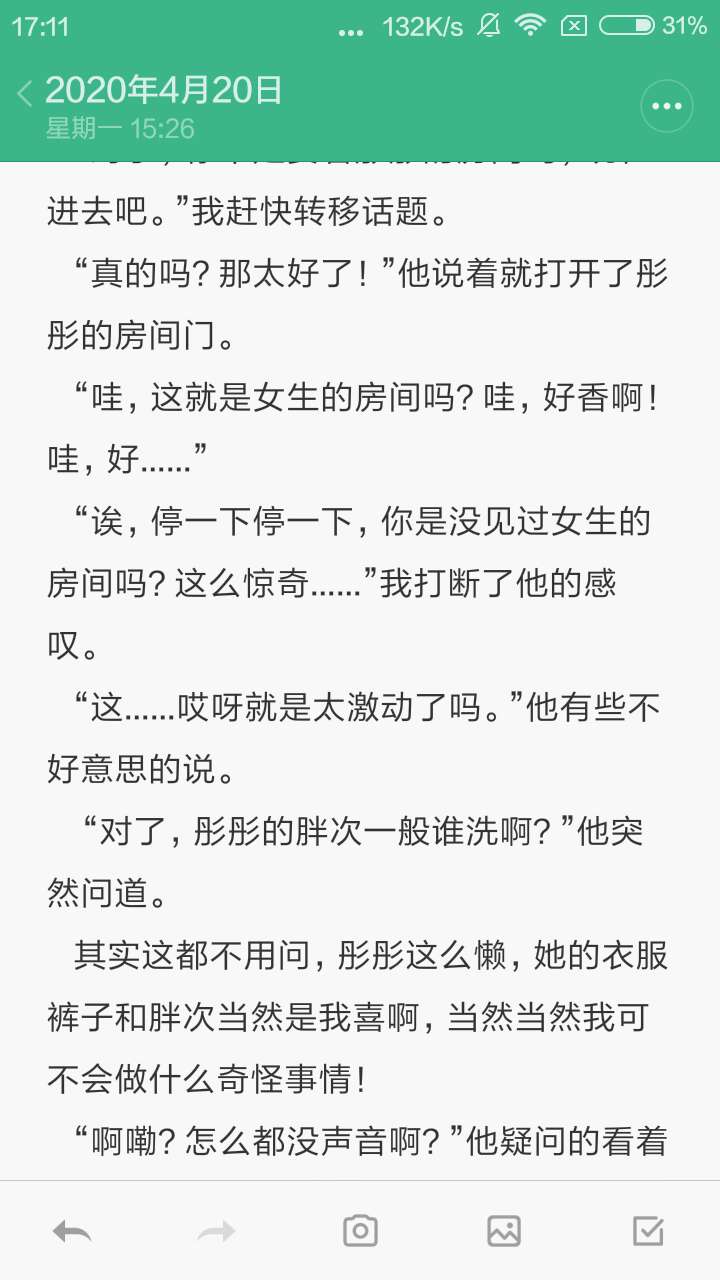 17:11 ... 132K/s 31%
2020年4月20日
星期一 15:26
进去吧。”我赶快转移话题。
“真的吗？那太好了！”他说着就打开了彤
彤的房间门。
“哇，这就是女生的房间吗？哇，好香啊！
哇，好......”
“诶，停一下停一下，你是没见过女生的
房间吗？这么惊奇......”我打断了他的感
叹。
“这......哎呀就是太激动了吗。”他有些不
好意思的说。
“对了，彤彤的胖次一般谁洗啊？”他突
然问道。
其实这都不用问，彤彤这么懒，她的衣服
裤子和胖次当然是我喜啊，当然当然我可
不会做什么奇怪事情！
“啊嘞？怎么都没声音啊？”他疑问的看着